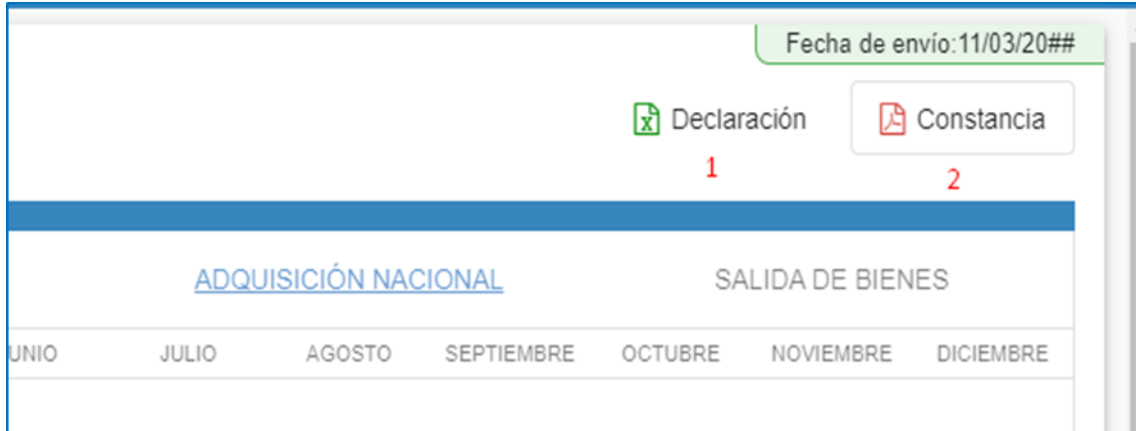 Fecha de envío:11/03/20##
Declaración Constancia
1 2
ADQUISICIÓN NACIONAL SALIDA DE BIENES
UNIO JULIO AGOSTO SEPTIEMBRE OCTUBRE NOVIEMBRE DICIEMBRE